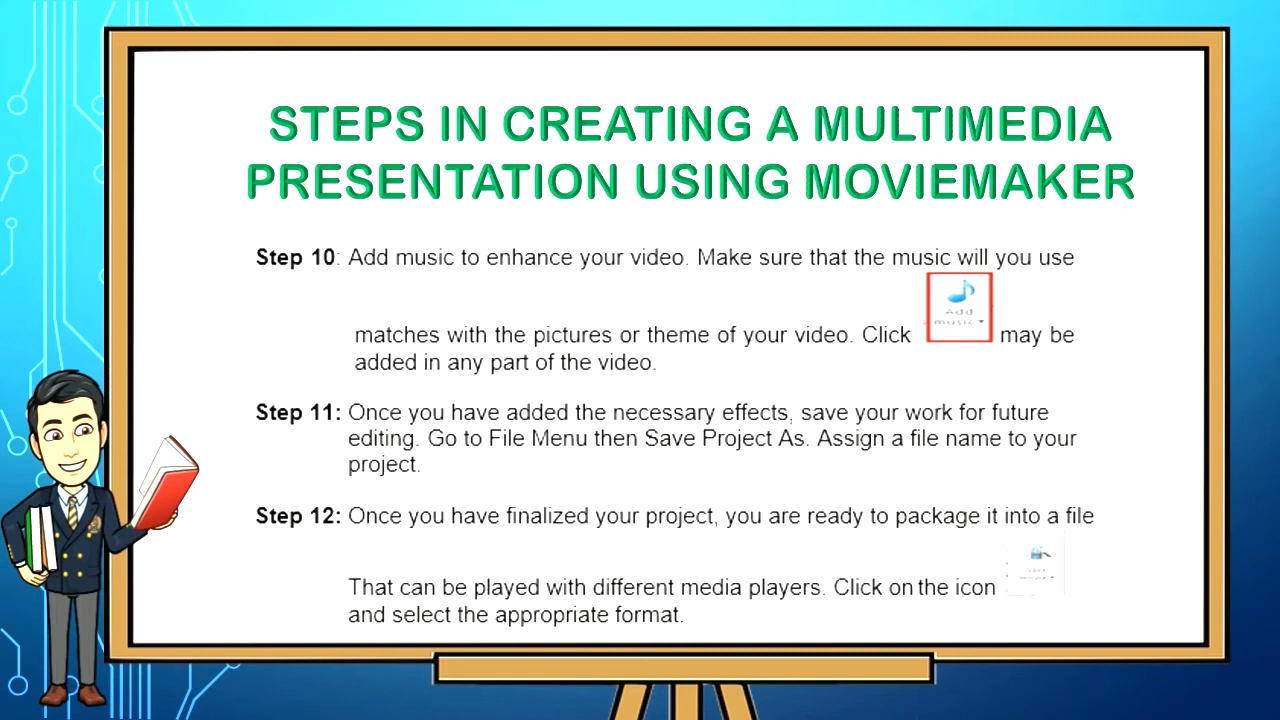 STEPS IN CREATING A MULTIMEDIA
PRESENTATION USING MOVIEMAKER
Step 10: Add music to enhance your video. Make sure that the music will you use
Add
music
matches with the pictures or theme of your video. Click may be
added in any part of the video.
Step 11: Once you have added the necessary effects, save your work for future
editing. Go to File Menu then Save Project As. Assign a file name to your
project.
Step 12: Once you have finalized your project, you are ready to package it into a file
That can be played with different media players. Click on the icon
and select the appropriate format.